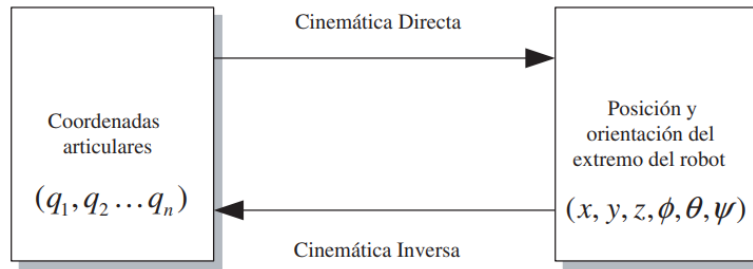 Cinemática Directa
Coordenadas
articulares
(q₁, q₂ … qₙ)
Posición y
orientación del
extremo del robot
(x, y, z, ϕ, θ, ψ)
Cinemática Inversa